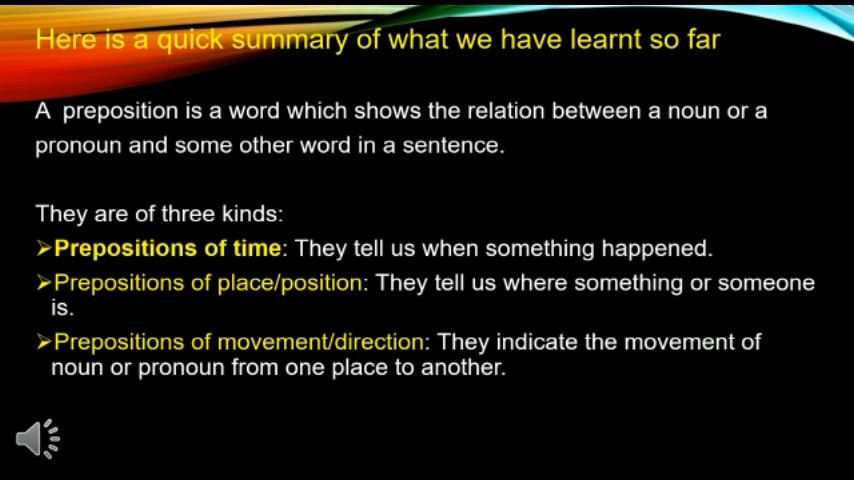 Here is a quick summary of what we have learnt so far
A  preposition is a word which shows the relation between a noun or a
pronoun and some other word in a sentence.
They are of three kinds:
➢Prepositions of time: They tell us when something happened.
➢Prepositions of place/position: They tell us where something or someone
is.
➢Prepositions of movement/direction: They indicate the movement of
noun or pronoun from one place to another.